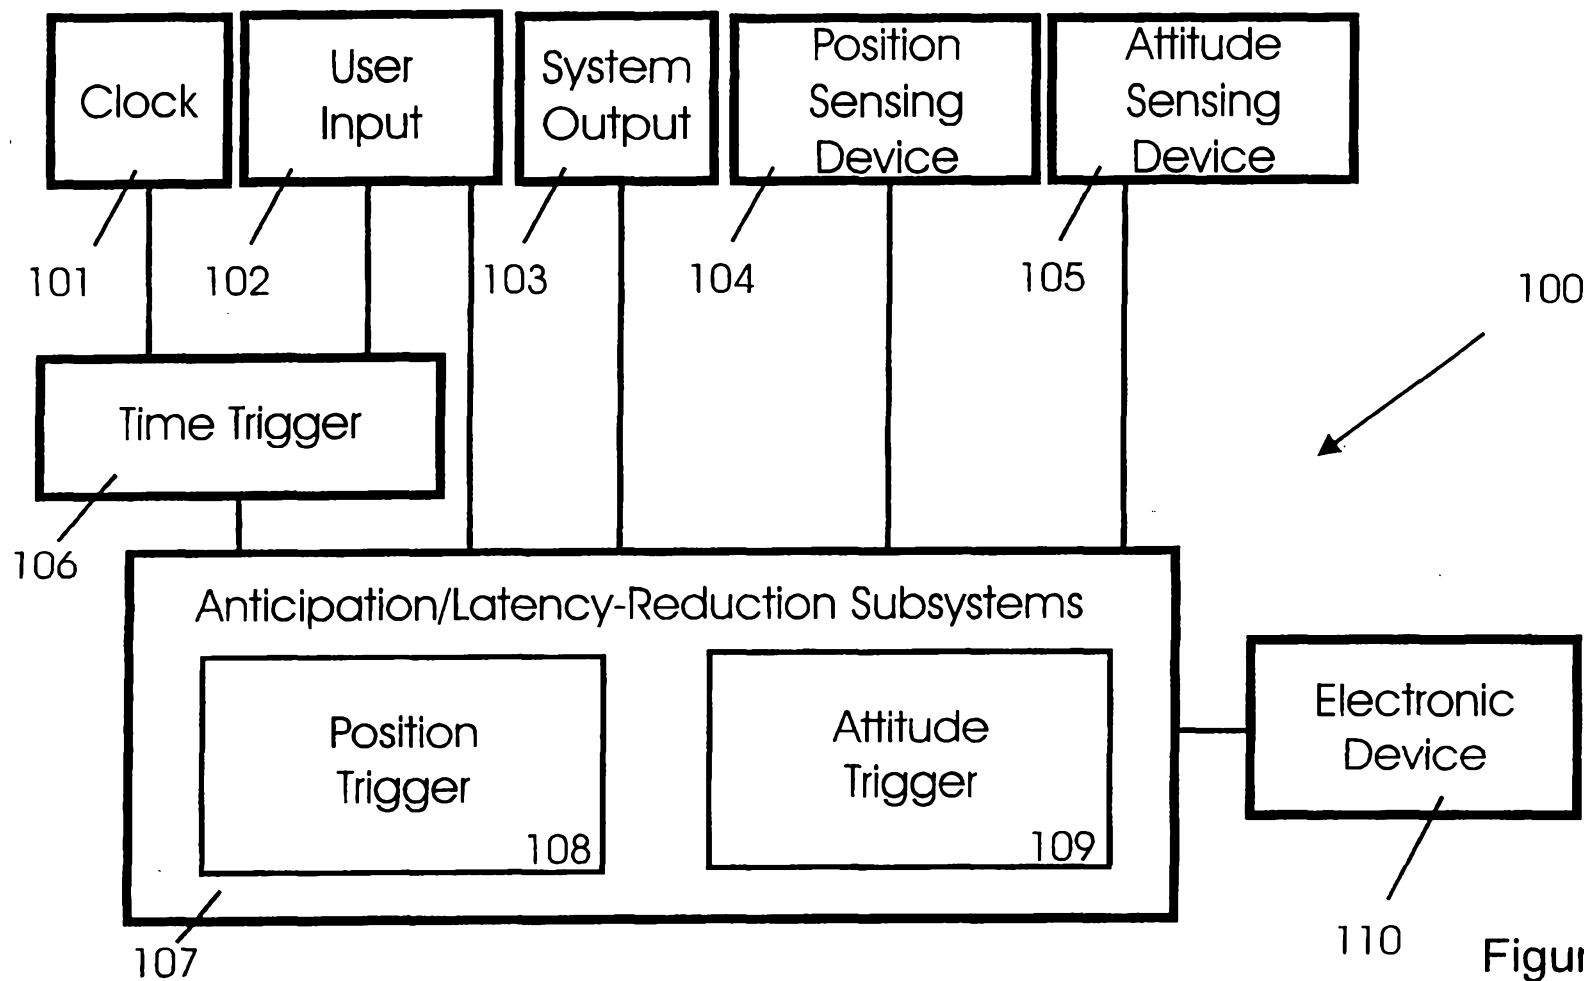 Clock
User
Input
System
Output
Position
Sensing
Device
Attitude
Sensing
Device
101
102
103
104
105
100
Time Trigger
106
Anticipation/Latency-Reduction Subsystems
Position
Trigger
108
Attitude
Trigger
109
Electronic
Device
107
110